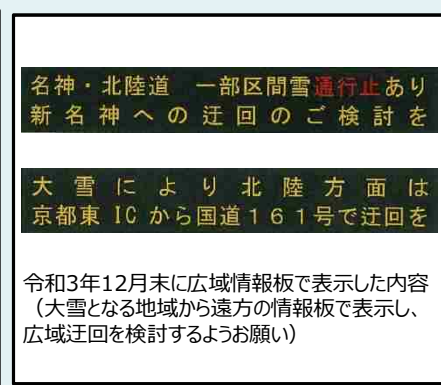 名神・北陸道　一部区間雪通行止あり
新名神への迂回のご検討を
大雪により北陸方面は
京都東ICから国道１６１号で迂回を
令和3年12月末に広域情報板で表示した内容
（大雪となる地域から遠方の情報板で表示し、
広域迂回を検討するようお願い）